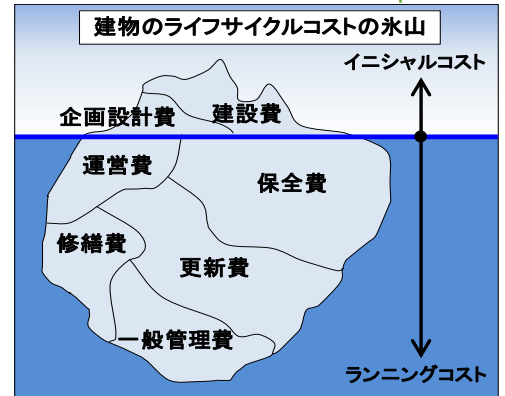 建物のライフサイクルコストの氷山
イニシャルコスト
企画設計費
建設費
運営費
保全費
修繕費
更新費
一般管理費
ランニングコスト